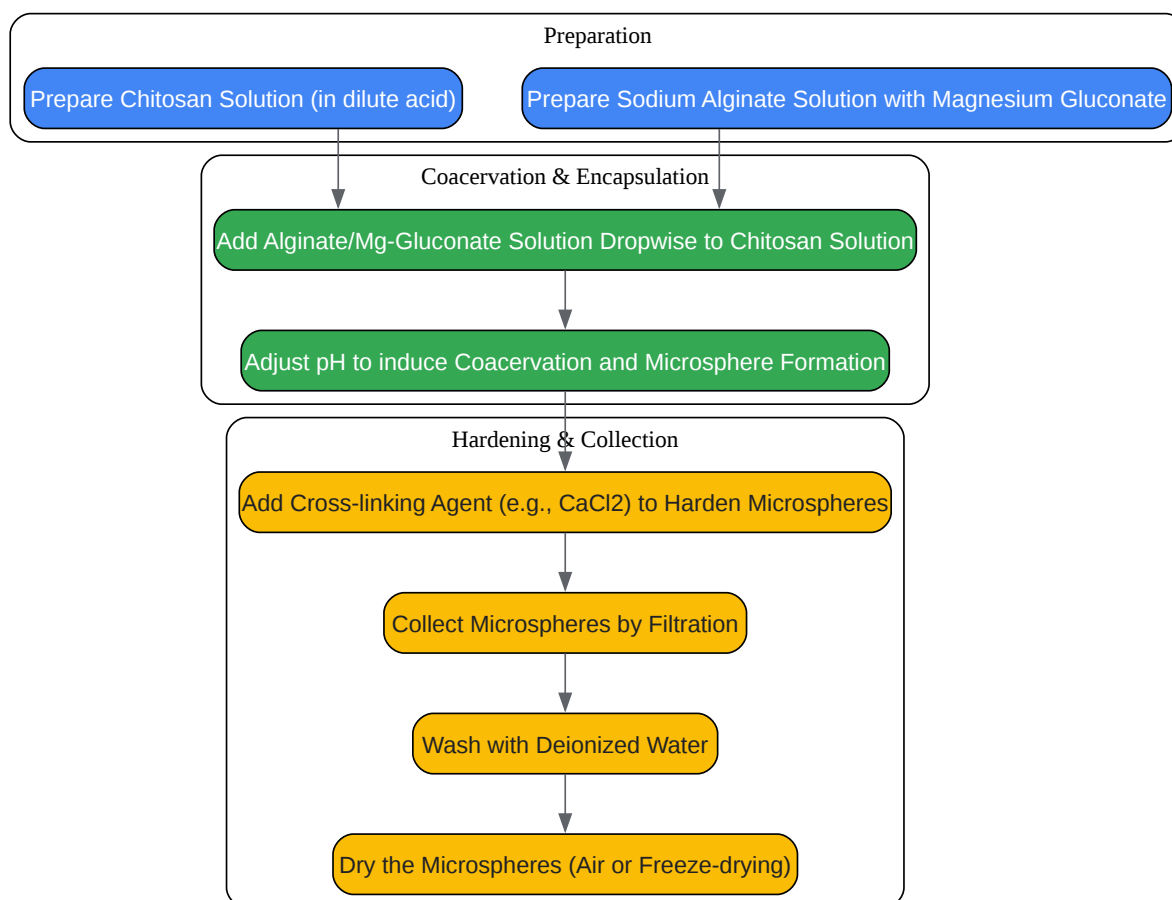 Preparation
Prepare Chitosan Solution (in dilute acid)
Prepare Sodium Alginate Solution with Magnesium Gluconate
Coacervation & Encapsulation
Add Alginate/Mg-Gluconate Solution Dropwise to Chitosan Solution
Adjust pH to induce Coacervation and Microsphere Formation
Hardening & Collection
Add Cross-linking Agent (e.g., CaCl2) to Harden Microspheres
Collect Microspheres by Filtration
Wash with Deionized Water
Dry the Microspheres (Air or Freeze-drying)